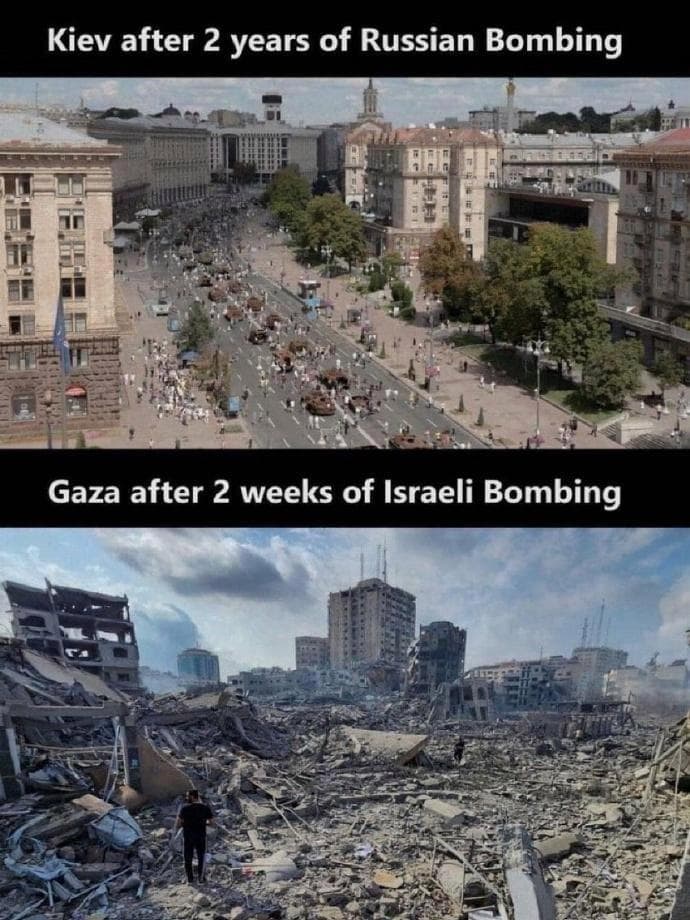 Kiev after 2 years of Russian Bombing
Gaza after 2 weeks of Israeli Bombing